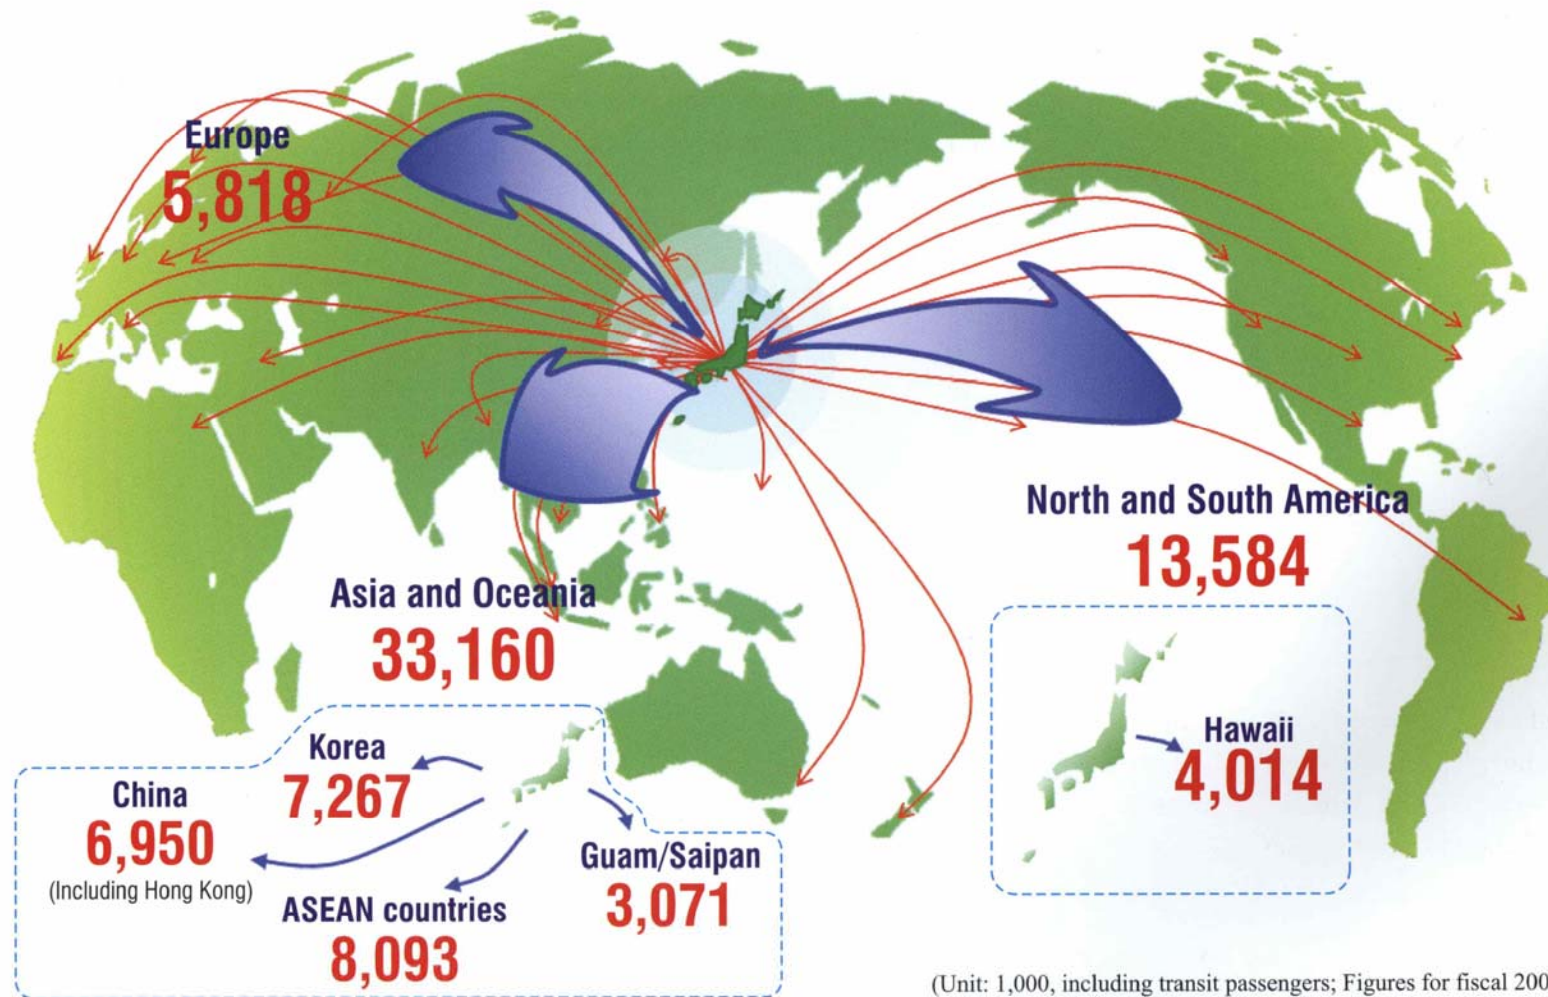 Europe
5,818
North and South America
13,584
Asia and Oceania
33,160
Hawaii
4,014
Korea
7,267
China
6,950
(Including Hong Kong)
Guam/Saipan
3,071
ASEAN countries
8,093
(Unit: 1,000, including transit passengers; Figures for fiscal 200